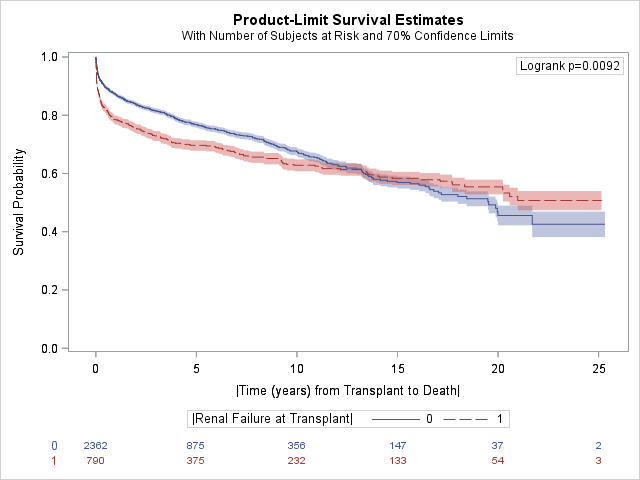 Product-Limit Survival Estimates
With Number of Subjects at Risk and 70% Confidence Limits
Logrank p=0.0092
1.0
0.8
0.6
0.4
0.2
0.0
Survival Probability
0 5 10 15 20 25
|Time (years) from Transplant to Death|
|Renal Failure at Transplant| 0 1
0 2362 875 356 147 37 2
1 790 375 232 133 54 3